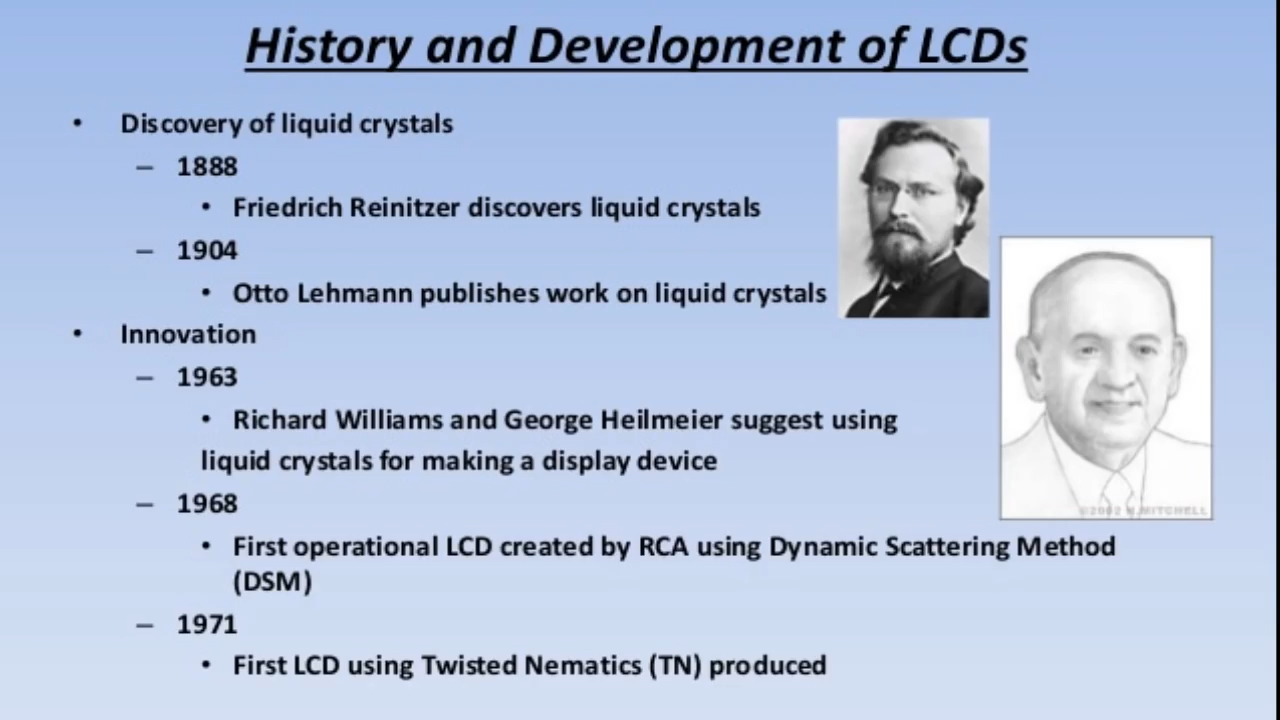 History and Development of LCDs
• Discovery of liquid crystals
– 1888
• Friedrich Reinitzer discovers liquid crystals
– 1904
• Otto Lehmann publishes work on liquid crystals
• Innovation
– 1963
• Richard Williams and George Heilmeier suggest using
liquid crystals for making a display device
©2002 N.MITCHELL
– 1968
• First operational LCD created by RCA using Dynamic Scattering Method
(DSM)
– 1971
• First LCD using Twisted Nematics (TN) produced